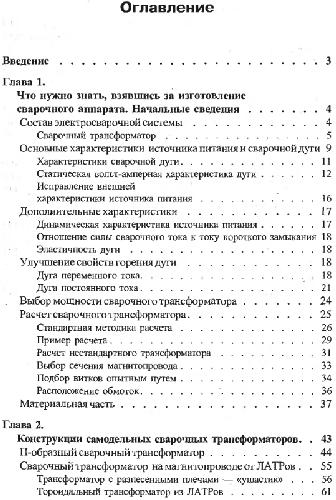 Оглавление
Введение . . . . . . . . . . . . . . . . . . . . 3
Глава 1.
Что нужно знать, взявшись за изготовление
сварочного аппарата. Начальные сведения . . . . . . . 4
Состав электросварочной системы . . . . . . . . . . 4
Сварочный трансформатор . . . . . . . . . . . 5
Основные характеристики источника питания и сварочной дуги 9
Характеристики сварочной дуги. . . . . . . . . . 11
Статическая вольт-амперная характеристика дуги . . . 12
Исправление внешней
характеристики источника питания . . . . . . . . 16
Дополнительные характеристики . . . . . . . . . . 17
Динамическая характеристика источника питания . . . 17
Отношение силы сварочного тока к току короткого замыкания 18
Эластичность дуги . . . . . . . . . . . . . . 18
Улучшение свойств горения дуги . . . . . . . . . . 18
Дуга переменного тока. . . . . . . . . . . . . 18
Дуга постоянного тока . . . . . . . . . . . . . 21
Выбор мощности сварочного трансформатора . . . . . . 24
Расчет сварочного трансформатора. . . . . . . . . . 25
Стандартная методика расчета . . . . . . . . . . 26
Пример расчета . . . . . . . . . . . . . . . 29
Расчет нестандартного трансформатора . . . . . . . 31
Выбор сечения магнитопровода . . . . . . . . . . 33
Подбор витков опытным путем . . . . . . . . . . 34
Расположение обмоток . . . . . . . . . . . . . 36
Материальная часть . . . . . . . . . . . . . . . 37
Глава 2.
Конструкции самодельных сварочных трансформаторов. . 43
П-образный сварочный трансформатор . . . . . . . . 44
Сварочный трансформатор на магнитопроводе от ЛАТРов . 55
Трансформатор с разнесенными плечами — «ушастик» . . 56
Тороидальный трансформатор из ЛАТРов . . . . . . 61